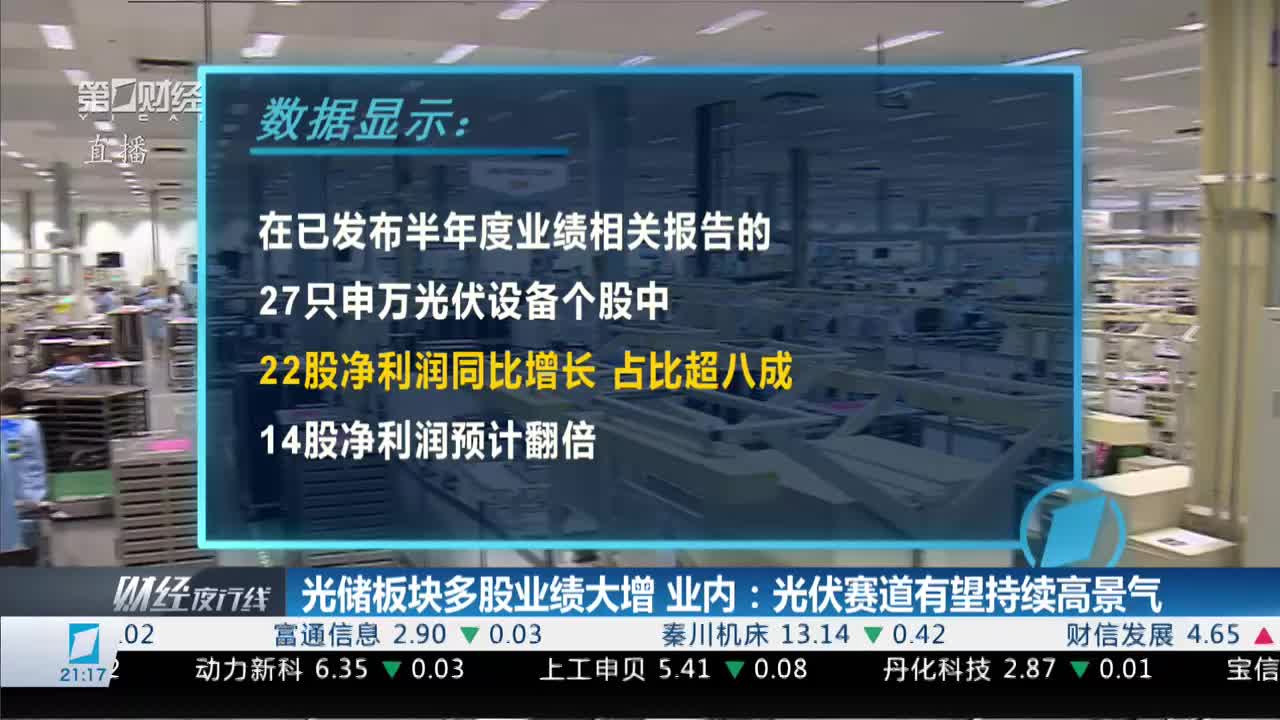 第一财经
YICAI
直播
数据显示：
在已发布半年度业绩相关报告的
27只申万光伏设备个股中
22股净利润同比增长 占比超八成
14股净利润预计翻倍
财经夜行线
光储板块多股业绩大增 业内：光伏赛道有望持续高景气
.02 富通信息 2.90 ▼ 0.03 秦川机床 13.14 ▼ 0.42 财信发展 4.65 ▲
21:17
2 动力新科 6.35 ▼ 0.03 上工申贝 5.41 ▼ 0.08 丹化科技 2.87 ▼ 0.01 宝信